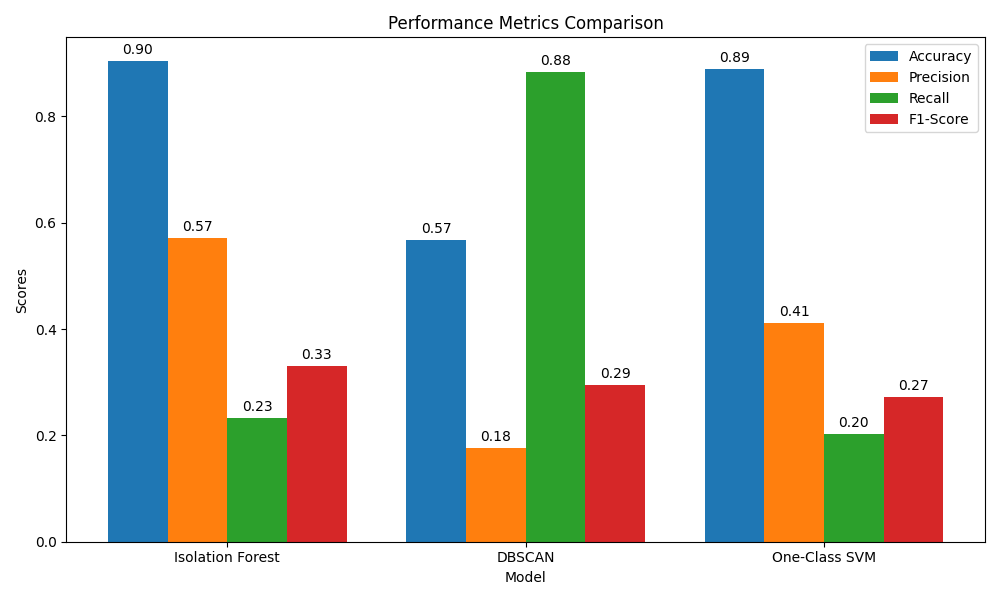 Performance Metrics Comparison
0.90
0.57
0.23
0.33
0.57
0.18
0.88
0.29
0.89
0.41
0.20
0.27
Accuracy
Precision
Recall
F1-Score
Scores
0.8
0.6
0.4
0.2
0.0
Isolation Forest
DBSCAN
One-Class SVM
Model